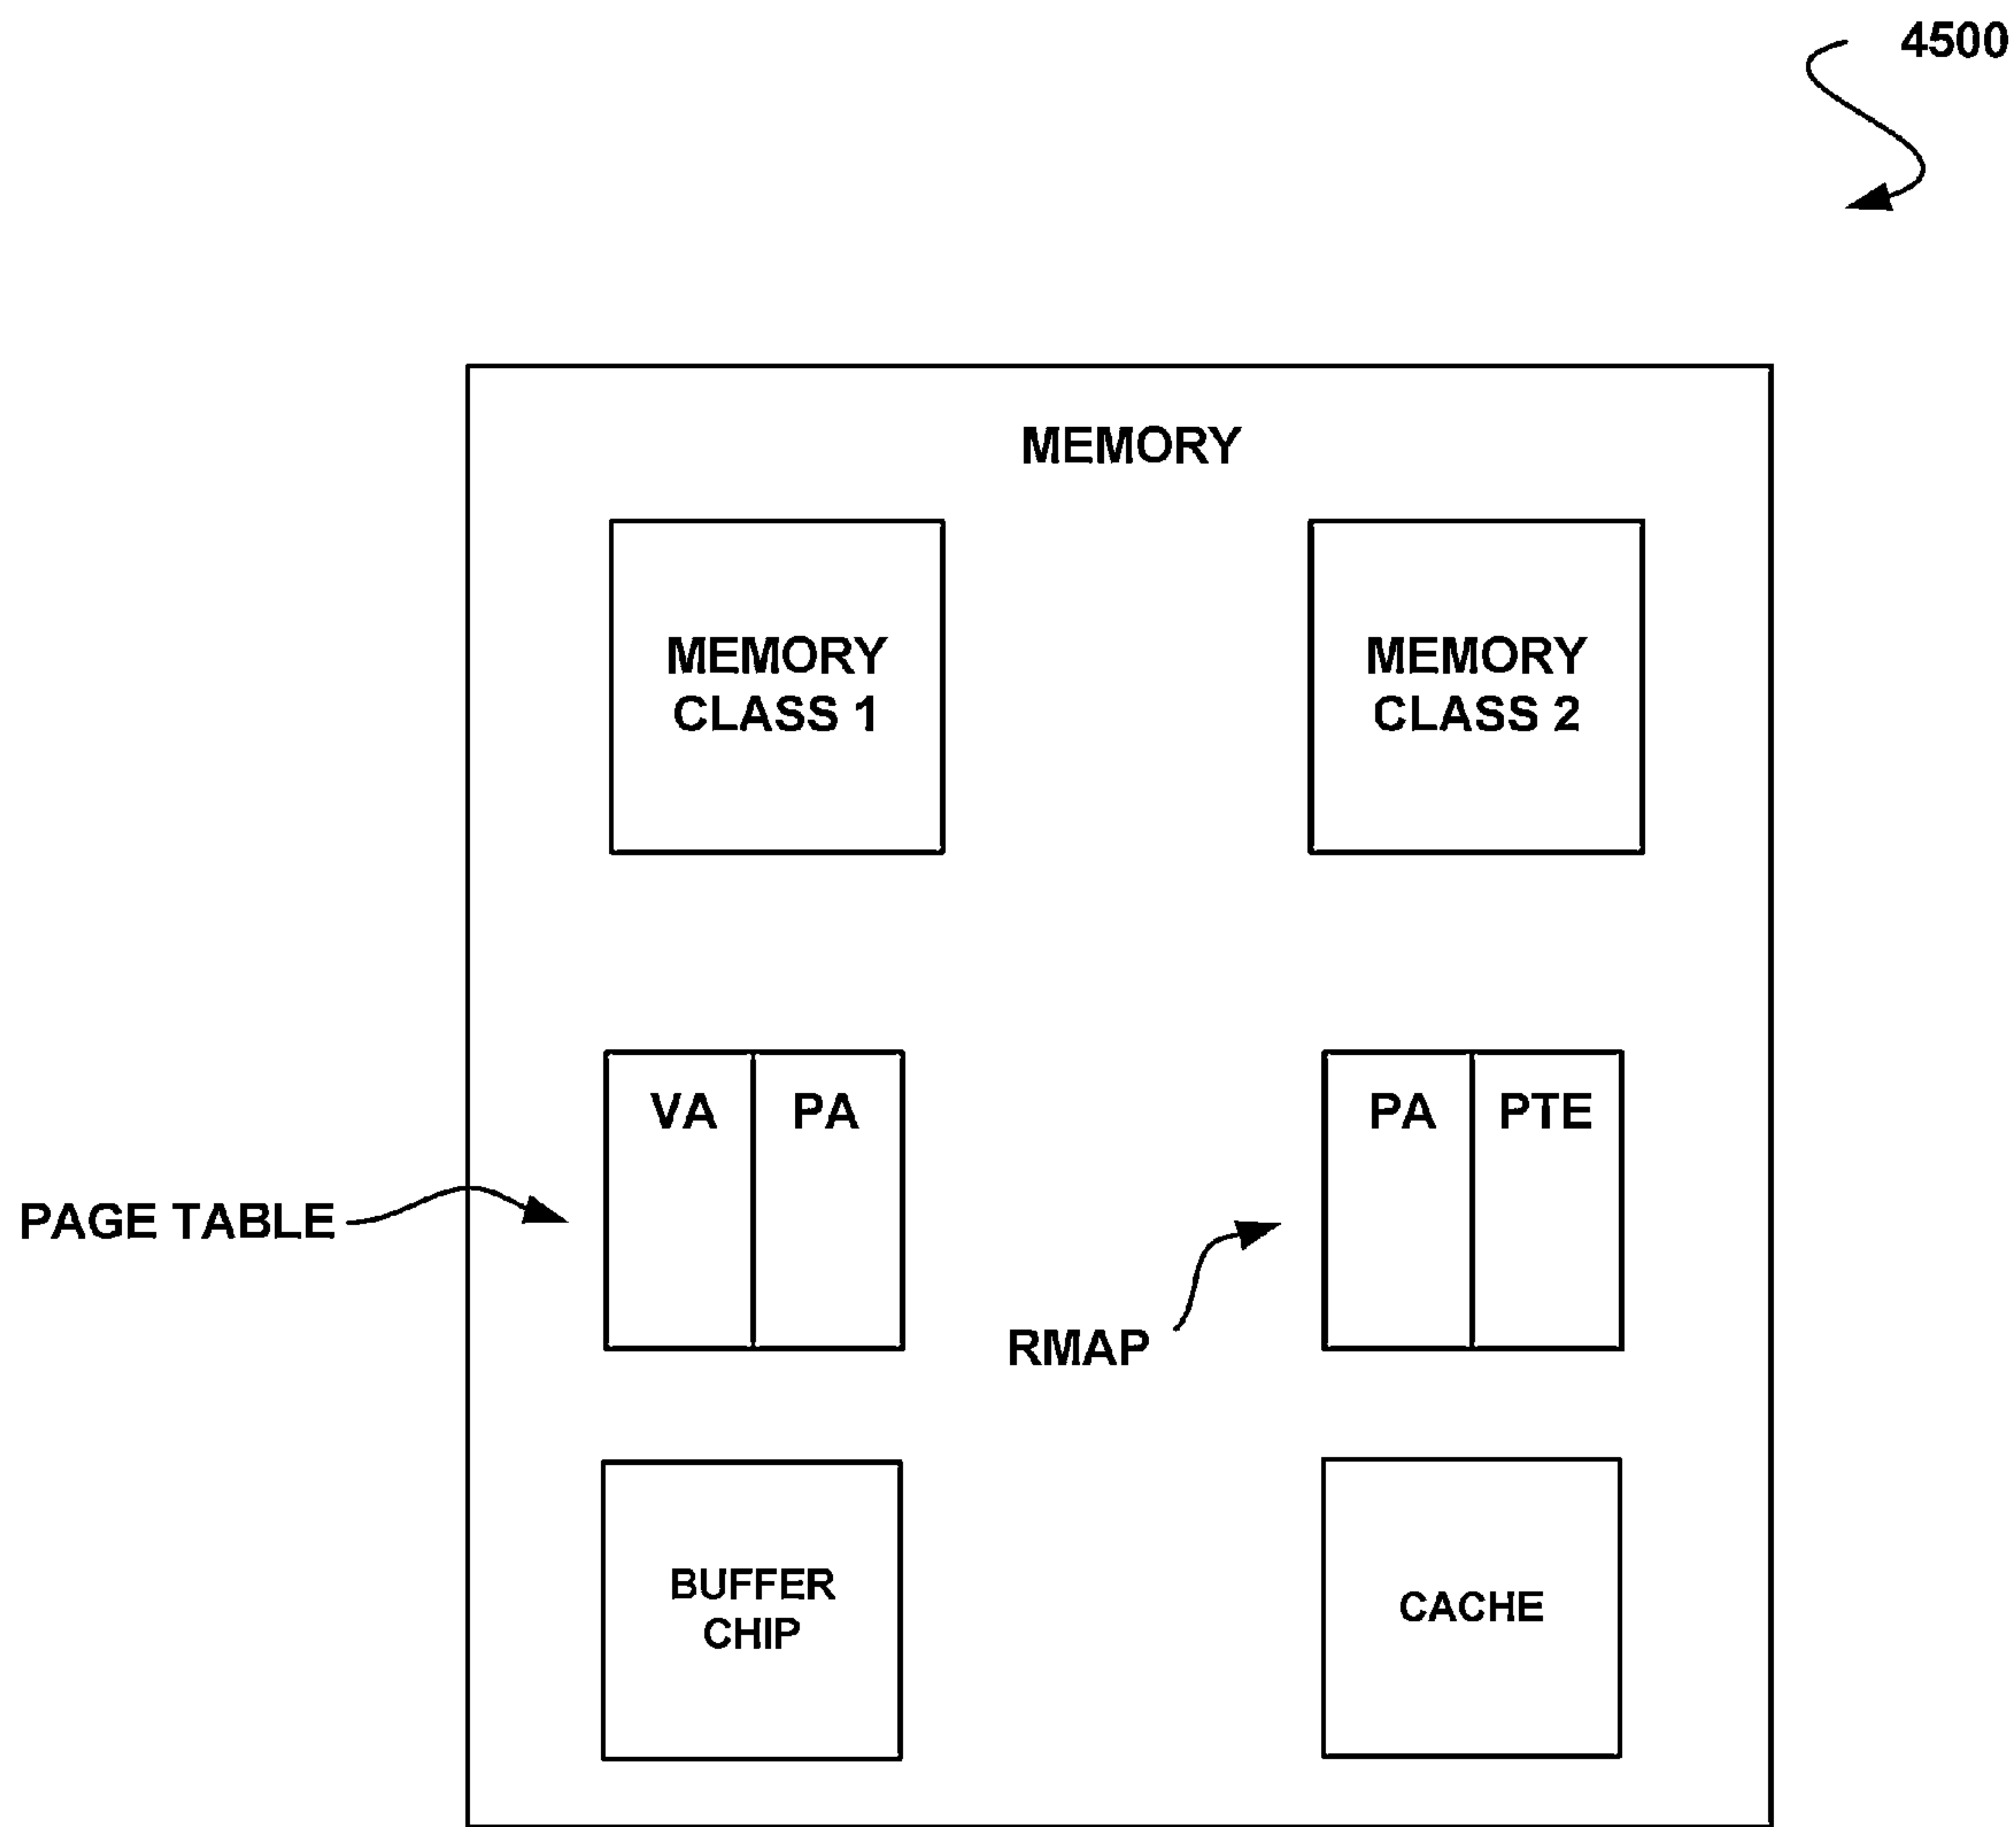 4500
MEMORY
MEMORY
CLASS 1
MEMORY
CLASS 2
VA
PA
PA
PTE
PAGE TABLE
RMAP
BUFFER
CHIP
CACHE